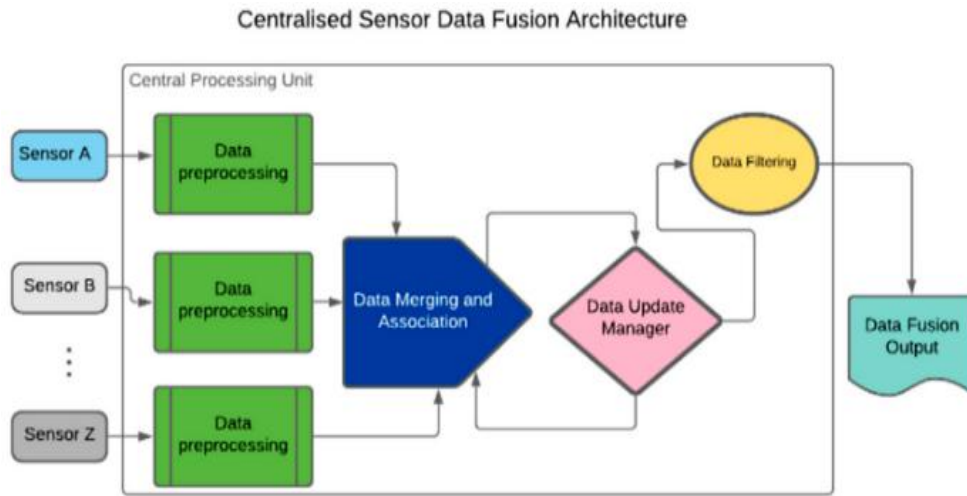 Centralised Sensor Data Fusion Architecture
Central Processing Unit
Sensor A
Data
preprocessing
Data Filtering
Sensor B
Data
preprocessing
Data Merging and
Association
Data Update
Manager
Data Fusion
Output
Sensor Z
Data
preprocessing